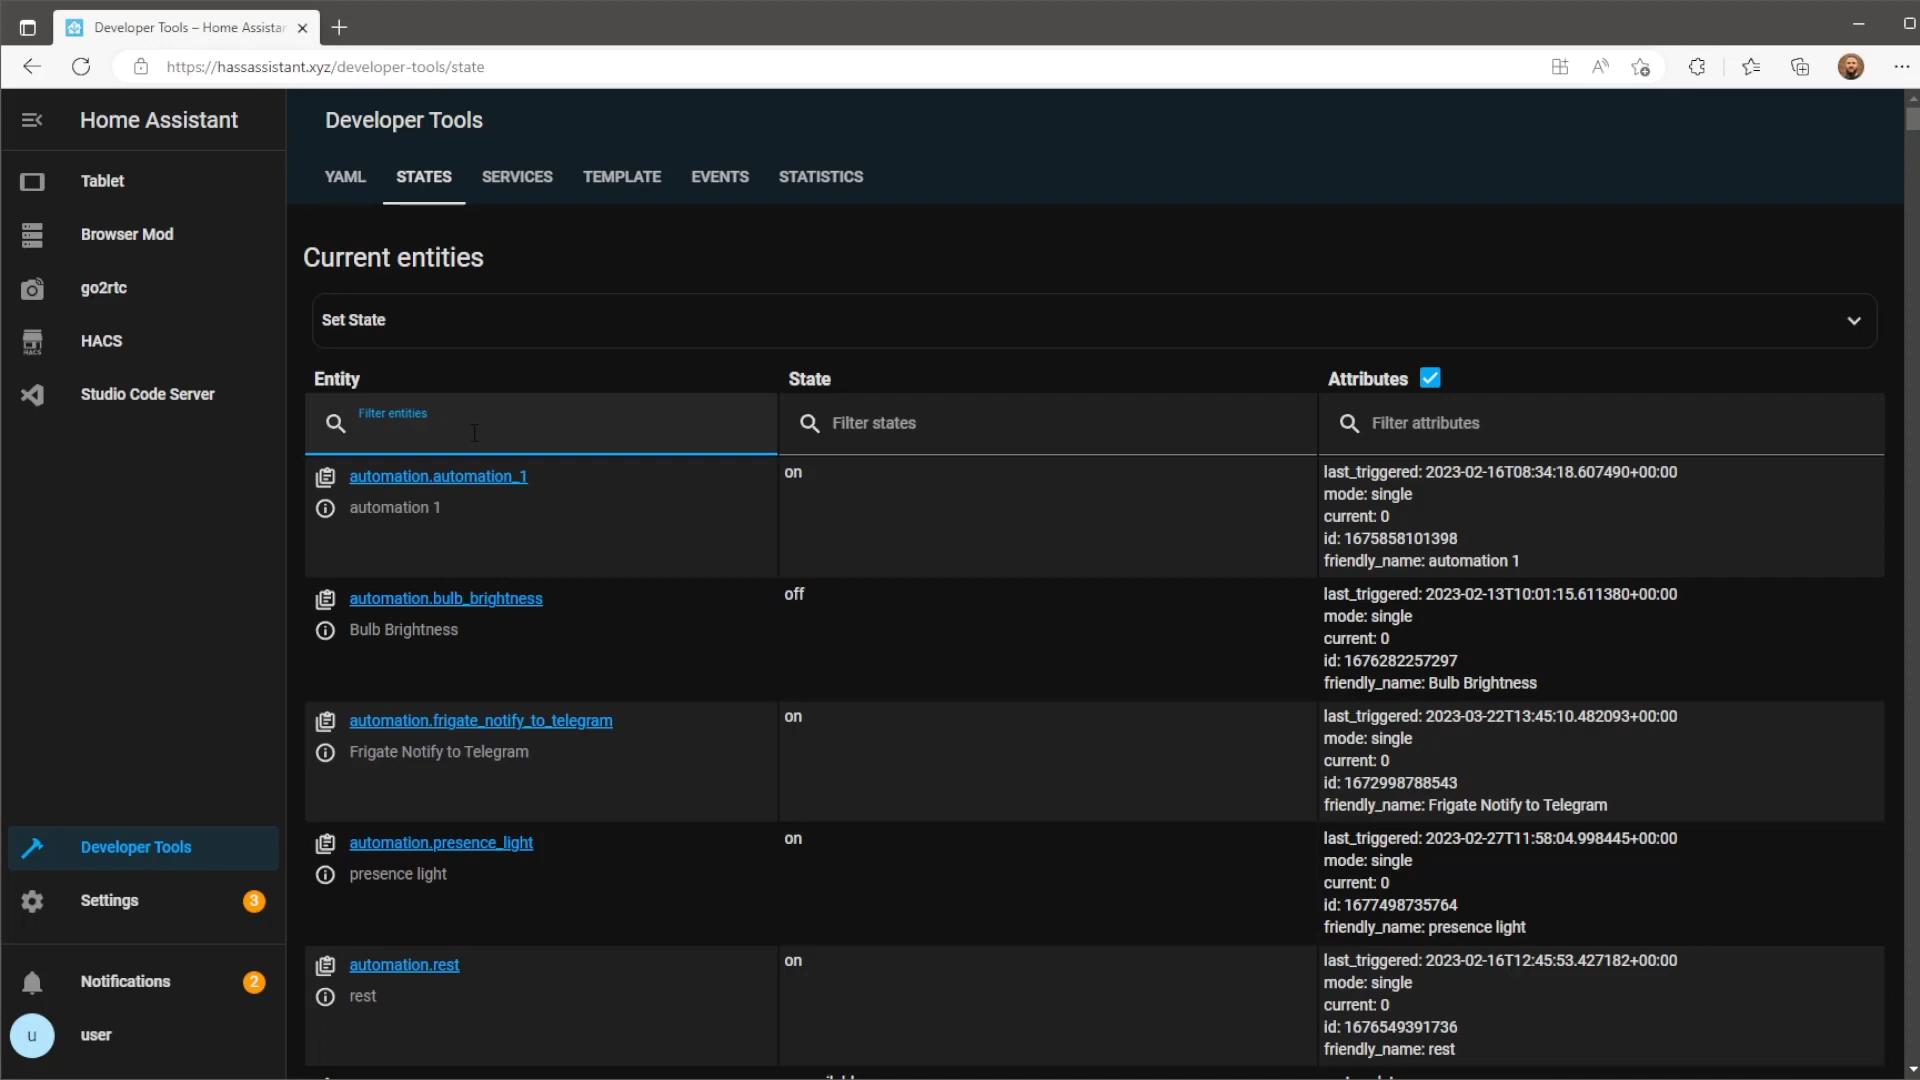 Developer Tools – Home Assistar
https://hassassistant.xyz/developer-tools/state
Home Assistant
Tablet
Browser Mod
go2rtc
HACS
HACS
Studio Code Server
Developer Tools
Settings
3
Notifications
2
u
user
Developer Tools
YAML STATES SERVICES TEMPLATE EVENTS STATISTICS
Current entities
Set State
Entity State Attributes
Filter entities Filter states Filter attributes
automation.automation_1
automation 1
on
last_triggered: 2023-02-16T08:34:18.607490+00:00
mode: single
current: 0
id: 1675858101398
friendly_name: automation 1
automation.bulb_brightness
Bulb Brightness
off
last_triggered: 2023-02-13T10:01:15.611380+00:00
mode: single
current: 0
id: 1676282257297
friendly_name: Bulb Brightness
automation.frigate_notify_to_telegram
Frigate Notify to Telegram
on
last_triggered: 2023-03-22T13:45:10.482093+00:00
mode: single
current: 0
id: 1672998788543
friendly_name: Frigate Notify to Telegram
automation.presence_light
presence light
on
last_triggered: 2023-02-27T11:58:04.998445+00:00
mode: single
current: 0
id: 1677498735764
friendly_name: presence light
automation.rest
rest
on
last_triggered: 2023-02-16T12:45:53.427182+00:00
mode: single
current: 0
id: 1676549391736
friendly_name: rest